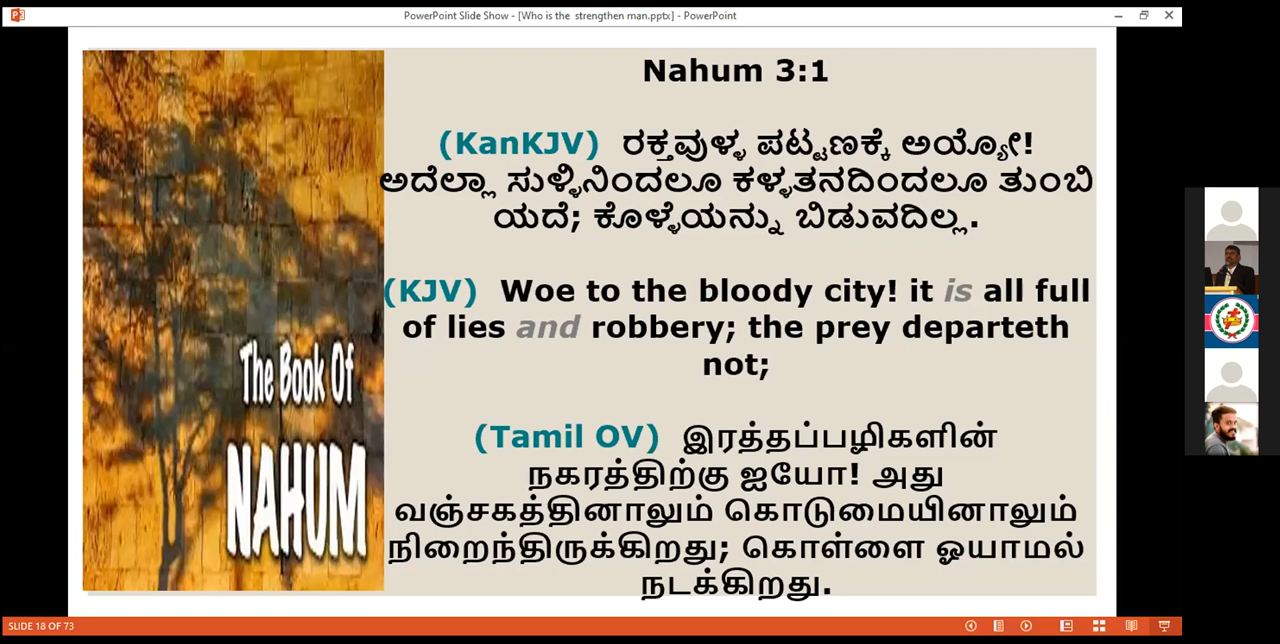 PowerPoint Slide Show - [Who is the  strengthen man.pptx] - PowerPoint
Nahum 3:1
(KanKJV) ರಕ್ತವುಳ್ಳ ಪಟ್ಟಣಕ್ಕೆ ಅಯ್ಯೋ!
ಅದೆಲ್ಲಾ ಸುಳ್ಳಿನಿಂದಲೂ ಕಳ್ಳತನದಿಂದಲೂ ತುಂಬಿ
ಯದೆ; ಕೊಳ್ಳೆಯನ್ನು ಬಿಡುವದಿಲ್ಲ.
(KJV) Woe to the bloody city! it is all full
of lies and robbery; the prey departeth
not;
(Tamil OV) இரத்தப்பழிகளின்
நகரத்திற்கு ஐயோ! அது
வஞ்சகத்தினாலும் கொடுமையினாலும்
நிறைந்திருக்கிறது; கொள்ளை ஓயாமல்
நடக்கிறது.
The Book Of
NAHUM
SLIDE 18 OF 73